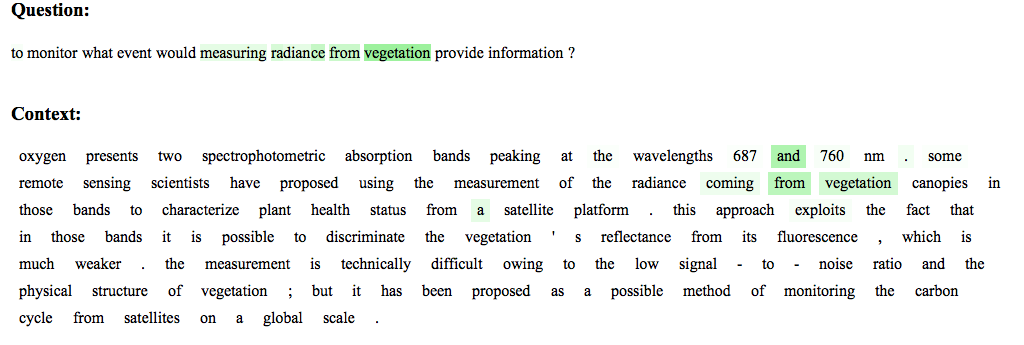 Question:
to monitor what event would measuring radiance from vegetation provide information ?
Context:
oxygen presents two spectrophotometric absorption bands peaking at the wavelengths 687 and 760 nm . some
remote sensing scientists have proposed using the measurement of the radiance coming from vegetation canopies in
those bands to characterize plant health status from a satellite platform . this approach exploits the fact that
in those bands it is possible to discriminate the vegetation ' s reflectance from its fluorescence , which is
much weaker . the measurement is technically difficult owing to the low signal - to - noise ratio and the
physical structure of vegetation ; but it has been proposed as a possible method of monitoring the carbon
cycle from satellites on a global scale .